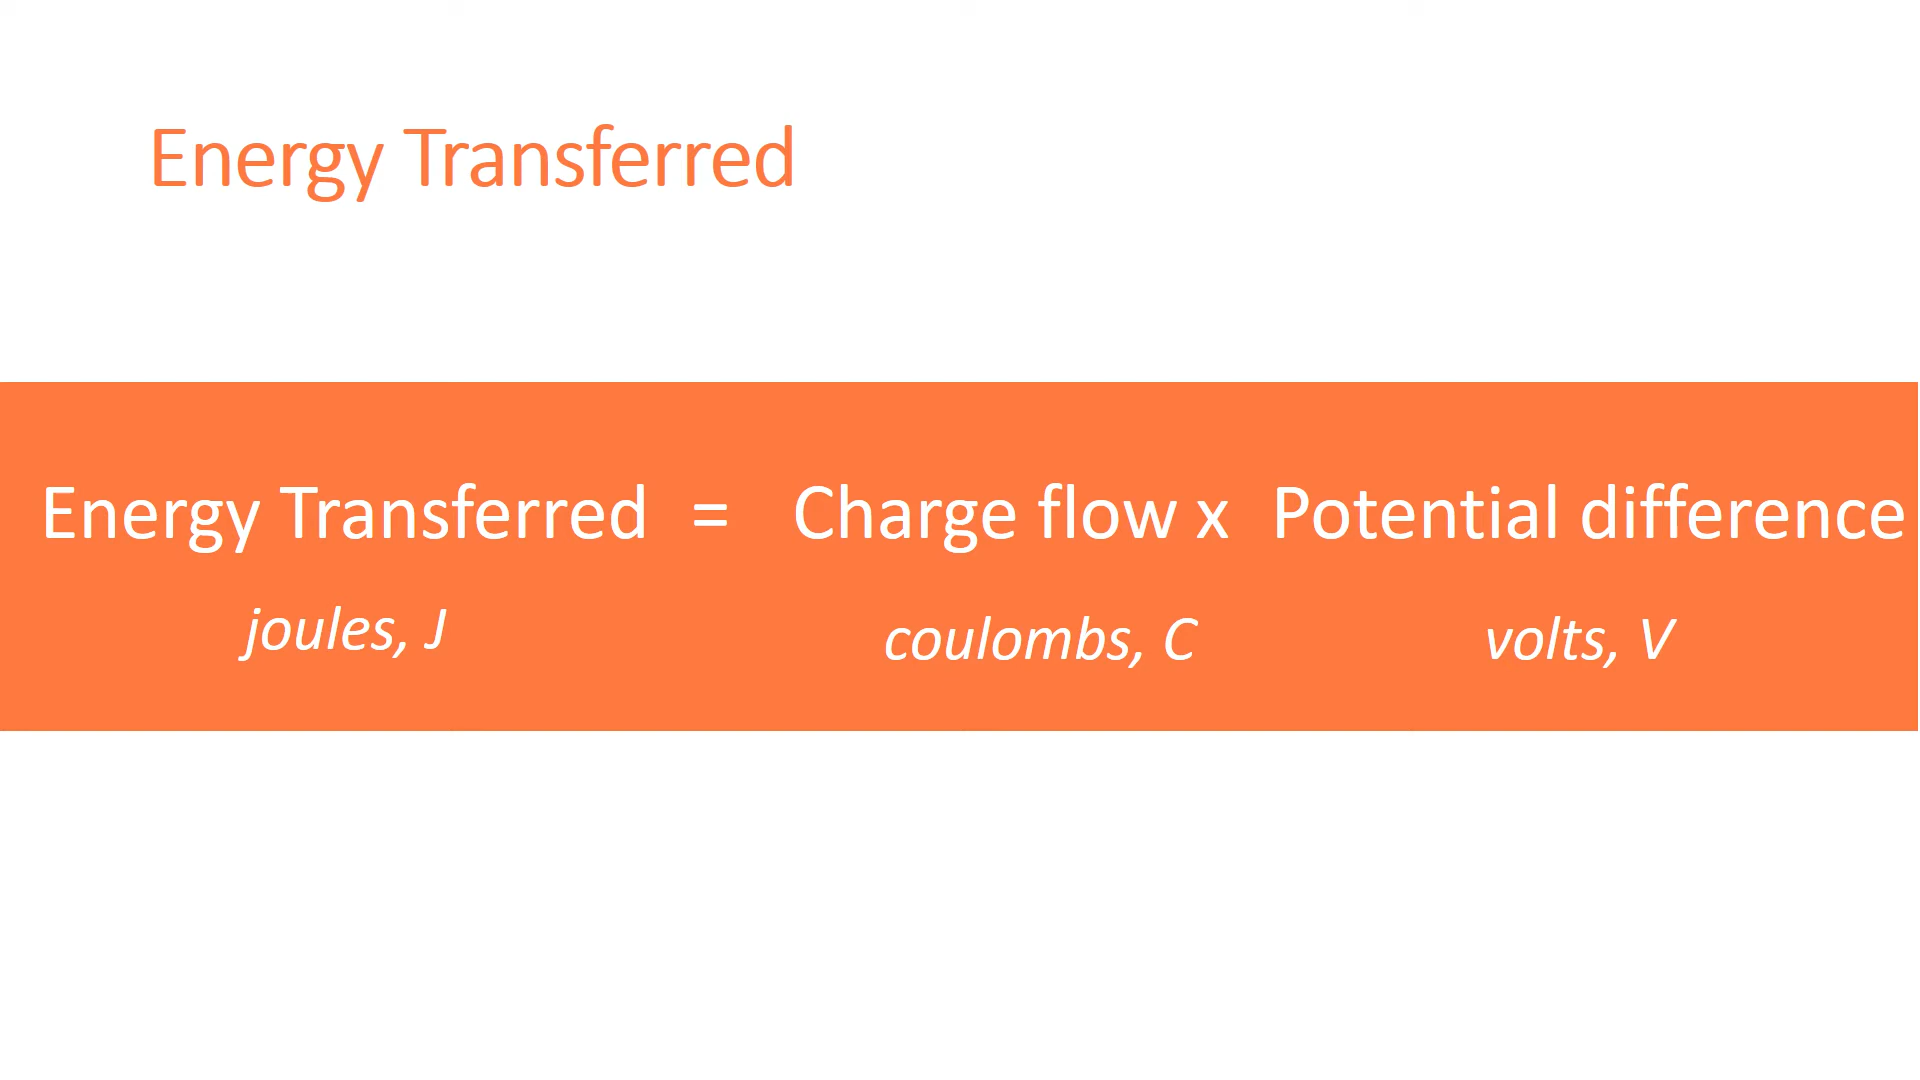 Energy Transferred
Energy Transferred = Charge flow x Potential difference
joules, J coulombs, C volts, V